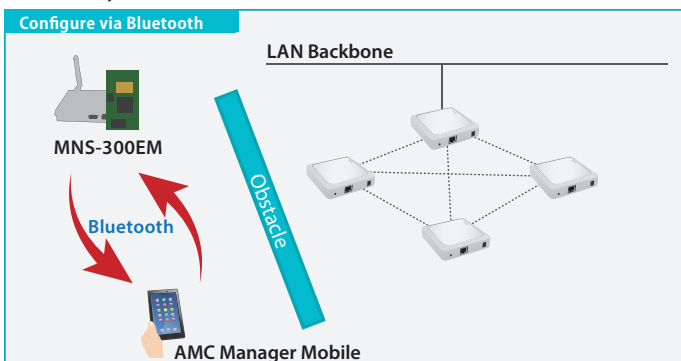 Configure via Bluetooth
LAN Backbone
MNS-300EM
Bluetooth
Obstacle
AMC Manager Mobile